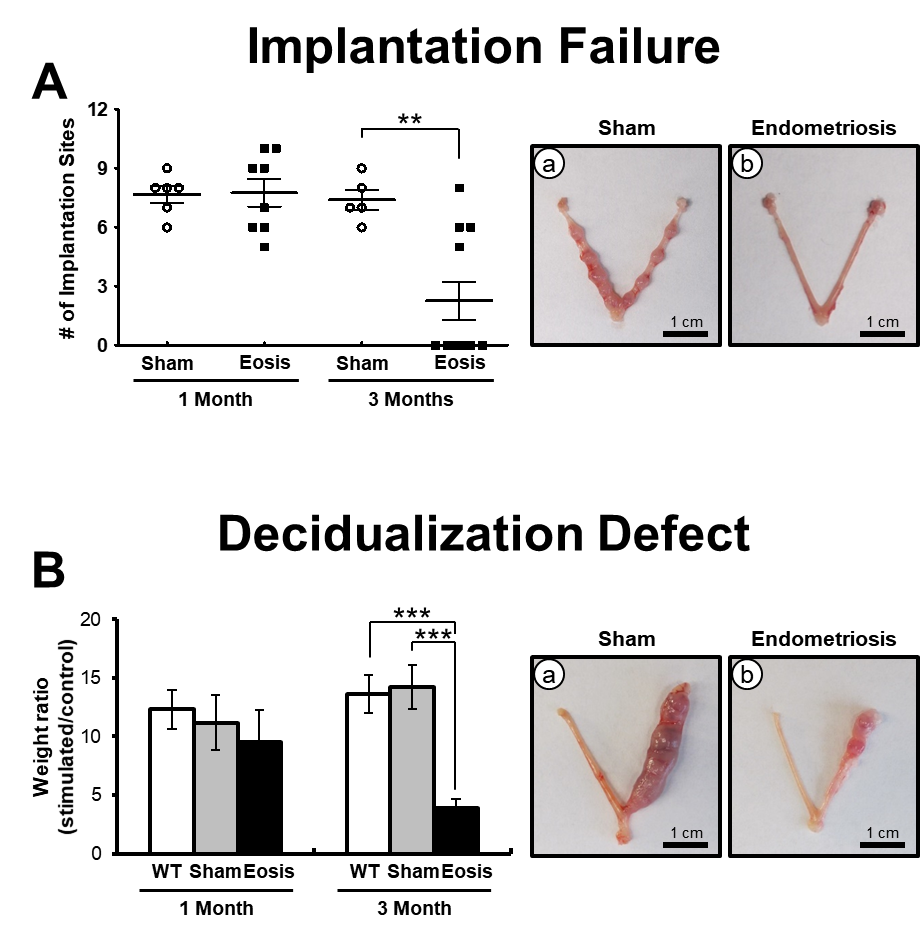 Implantation Failure
A
# of Implantation Sites
12
9
6
3
0
**
Sham
Eosis
Sham
Eosis
1 Month
3 Months
Sham
Endometriosis
a
b
1 cm
1 cm
Decidualization Defect
B
Weight ratio
(stimulated/control)
20
15
10
5
0
***
***
WT Sham Eosis
WT Sham Eosis
1 Month
3 Month
Sham
Endometriosis
a
b
1 cm
1 cm